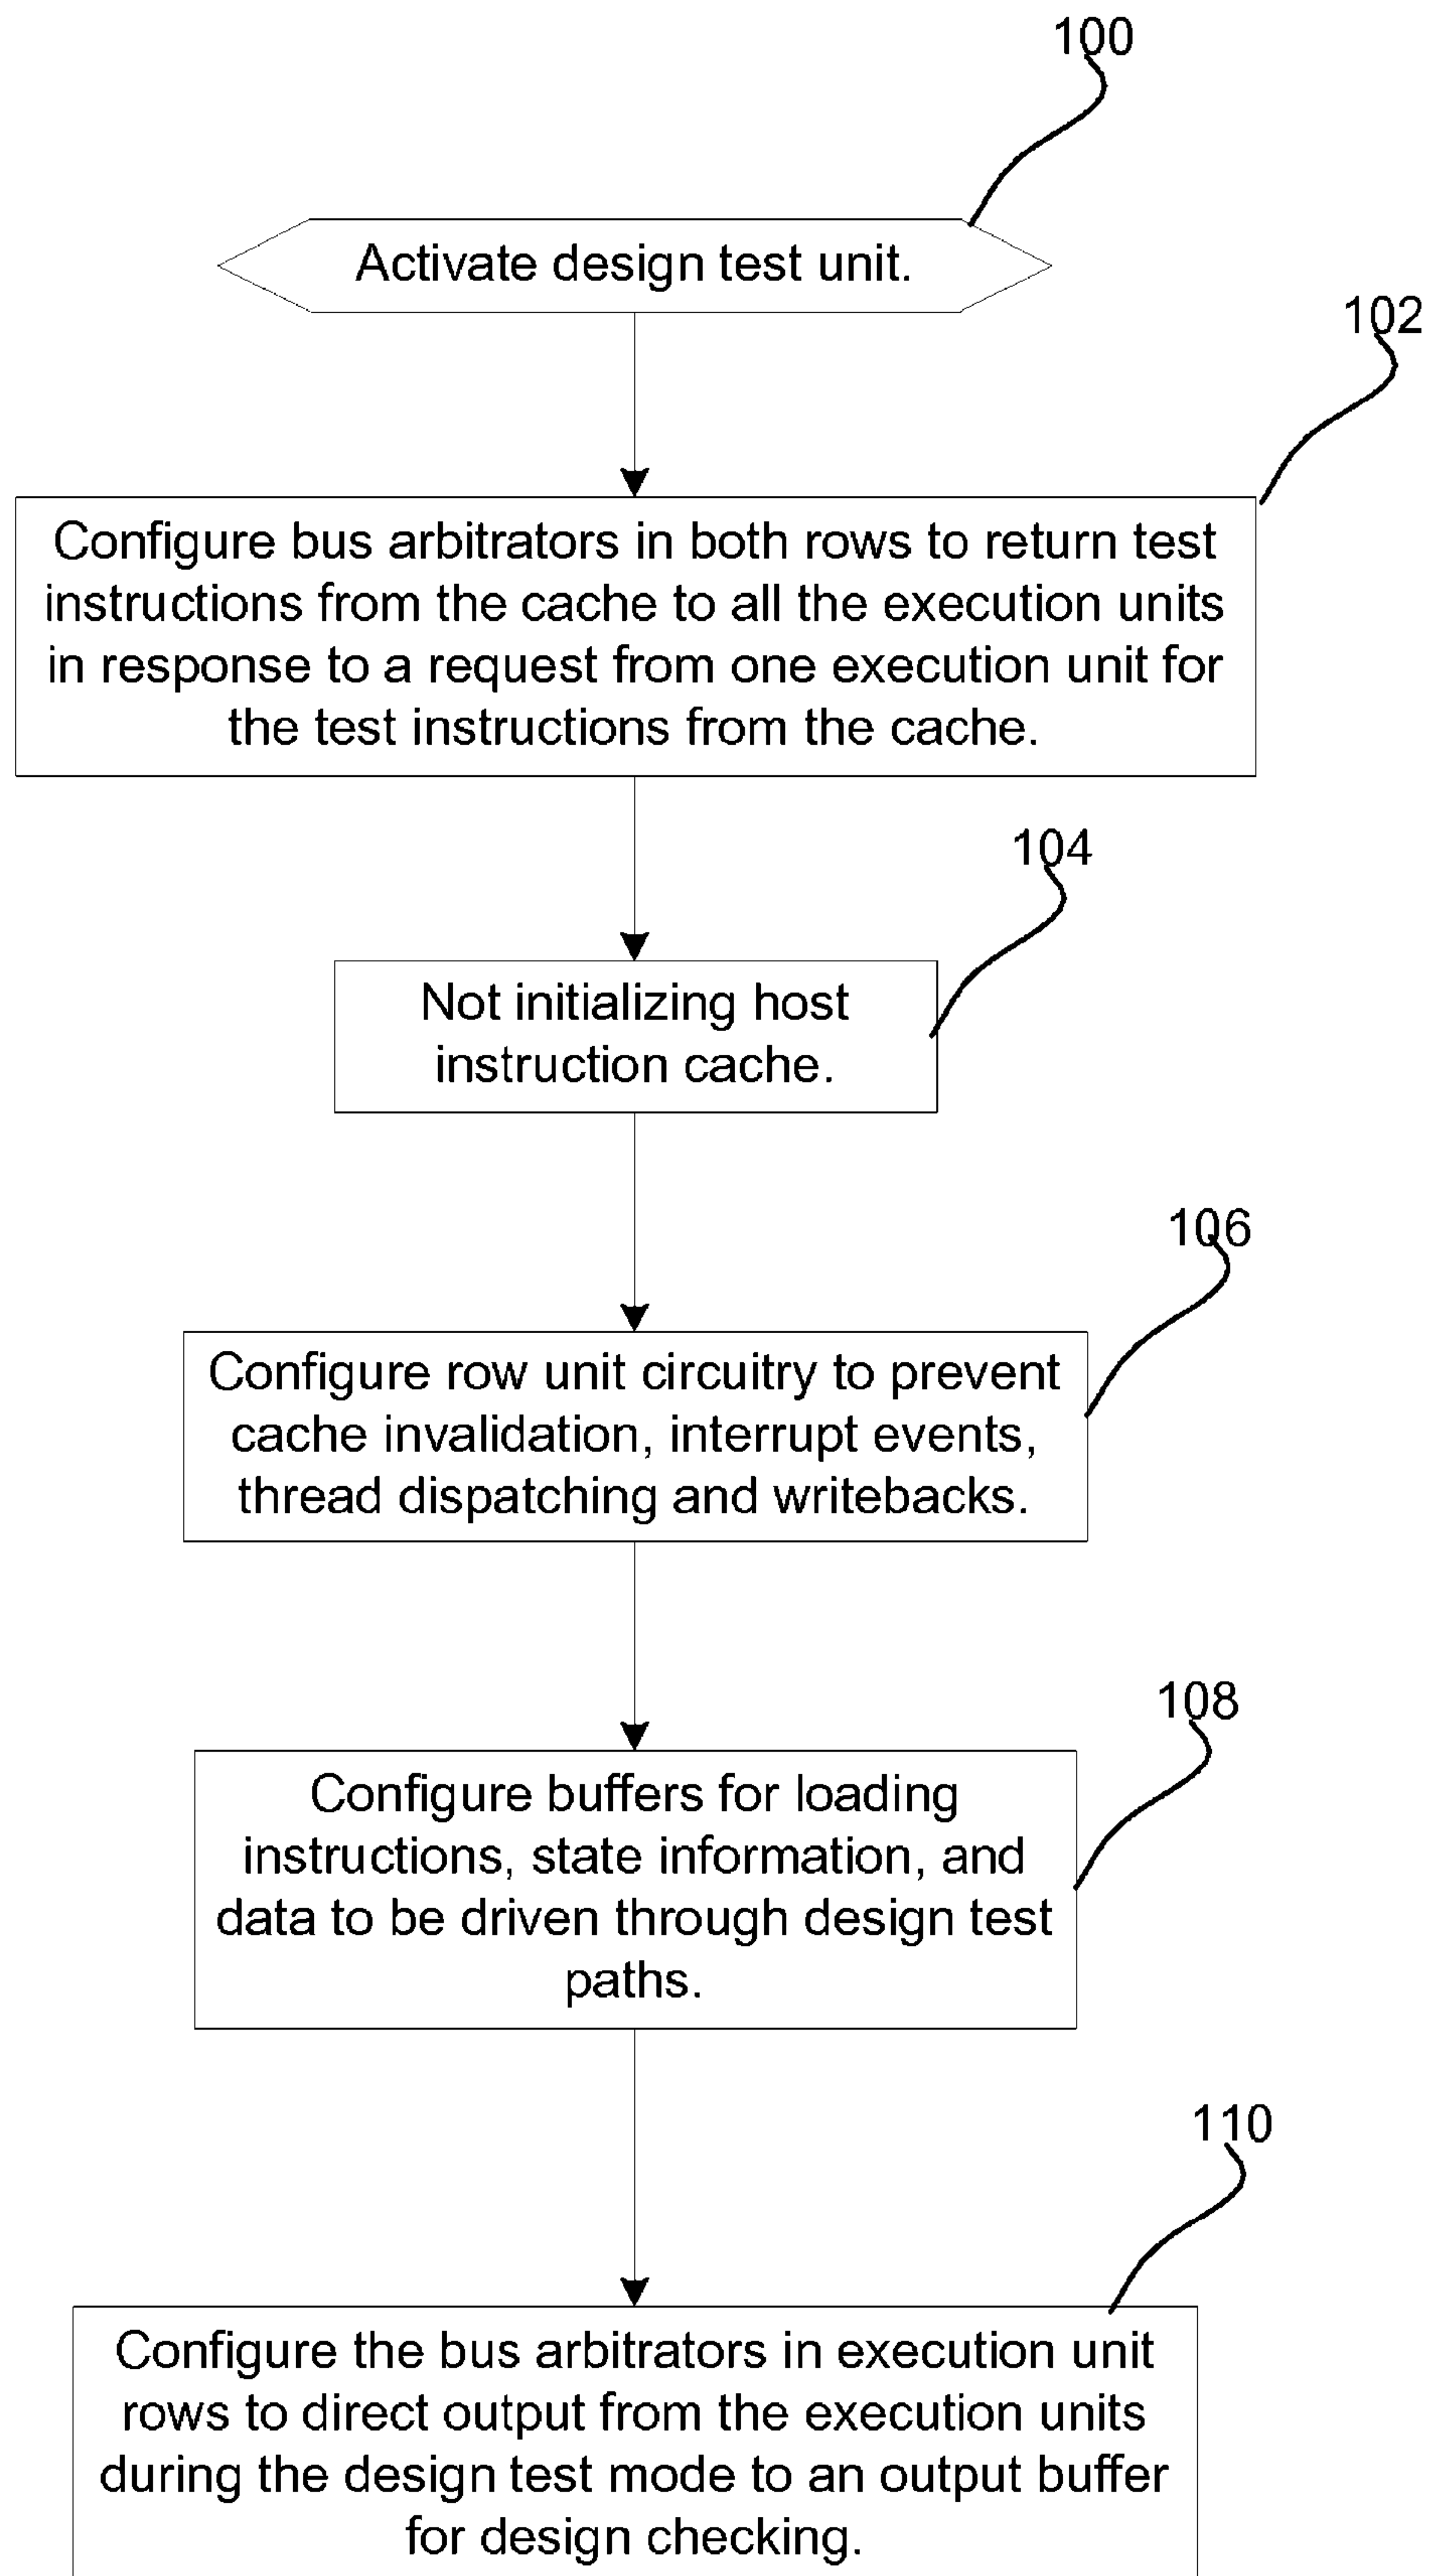 100
Activate design test unit.
102
Configure bus arbitrators in both rows to return test
instructions from the cache to all the execution units
in response to a request from one execution unit for
the test instructions from the cache.
104
Not initializing host
instruction cache.
106
Configure row unit circuitry to prevent
cache invalidation, interrupt events,
thread dispatching and writebacks.
108
Configure buffers for loading
instructions, state information, and
data to be driven through design test
paths.
110
Configure the bus arbitrators in execution unit
rows to direct output from the execution units
during the design test mode to an output buffer
for design checking.